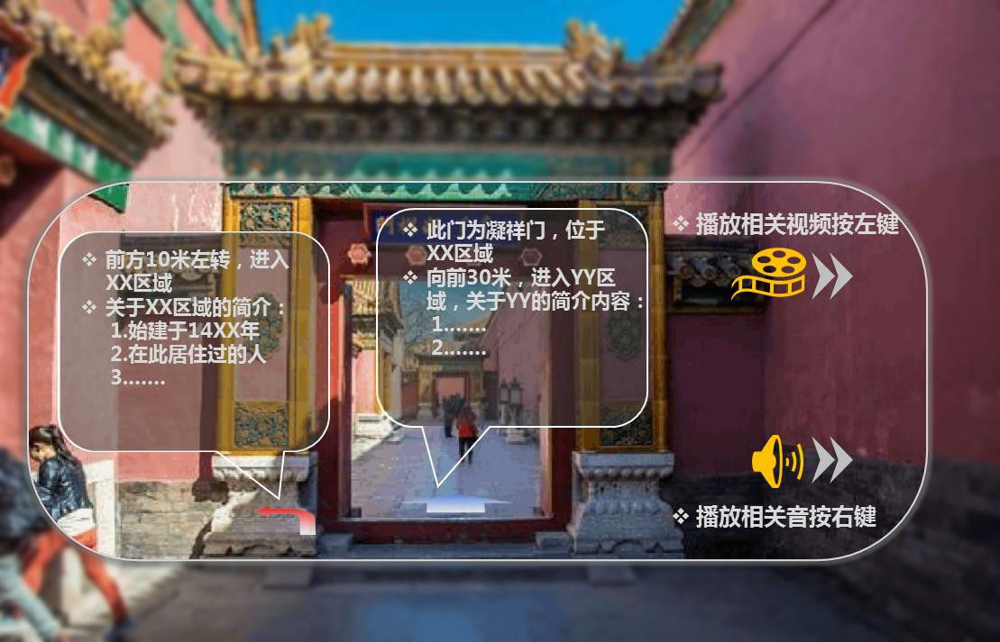 前方10米左转，进入
XX区域
关于XX区域的简介：
1.始建于14XX年
2.在此居住过的人
3.......
此门为凝祥门，位于
XX区域
向前30米，进入YY区
域，关于YY的简介内容：
1.......
2.......
播放相关视频按左键
播放相关音按右键